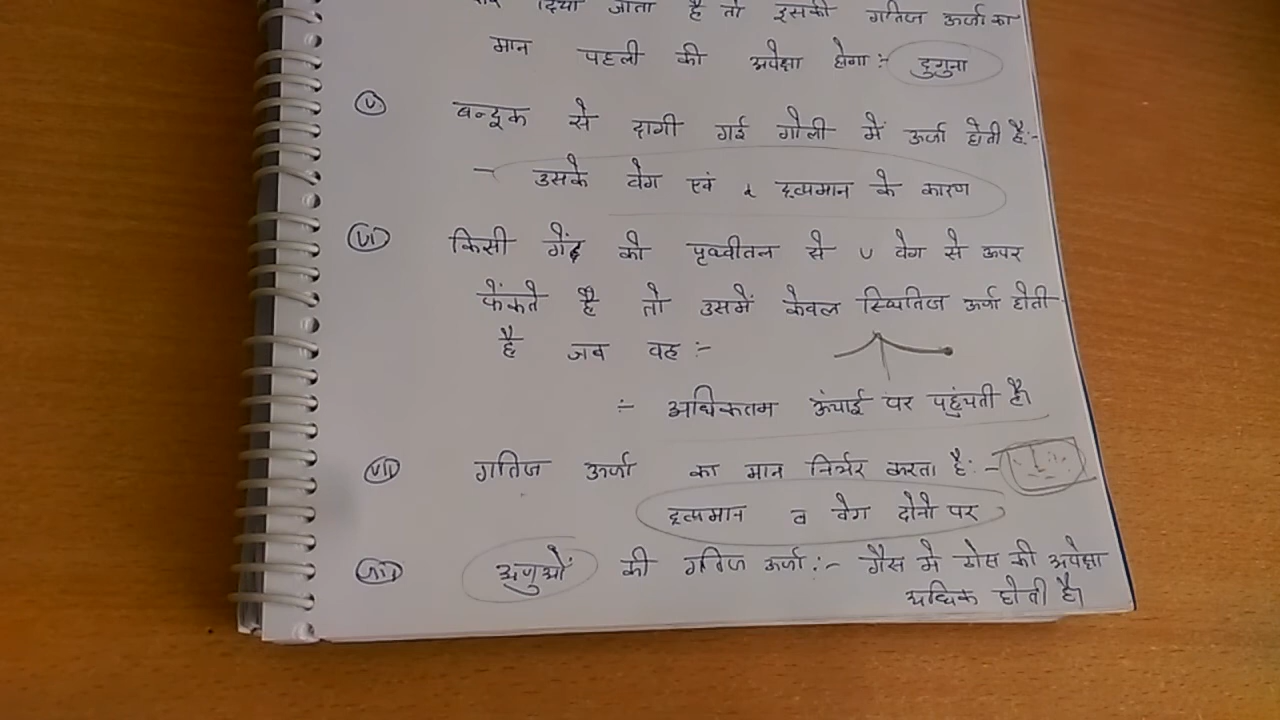 दिया जाता है तो इसकी गतिज ऊर्जा का
मान पहली की अपेक्षा होगा :- दुगुना
(v) बन्दूक से दागी गई गोली में ऊर्जा होती है:-
- उसके वेग एवं द्रव्यमान के कारण
(vi) किसी गेंद को पृथ्वीतल से υ वेग से ऊपर
फेंकते है तो उसमें केवल स्थितिज ऊर्जा होती
है जब वह :-
:- अधिकतम ऊंचाई पर पहुंचती है।
(vii) गतिज ऊर्जा का मान निर्भर करता है: -
द्रव्यमान व वेग दोनो पर
(viii) अणुओं की गतिज ऊर्जा :- गैस मे ठोस की अपेक्षा
अधिक होती है।